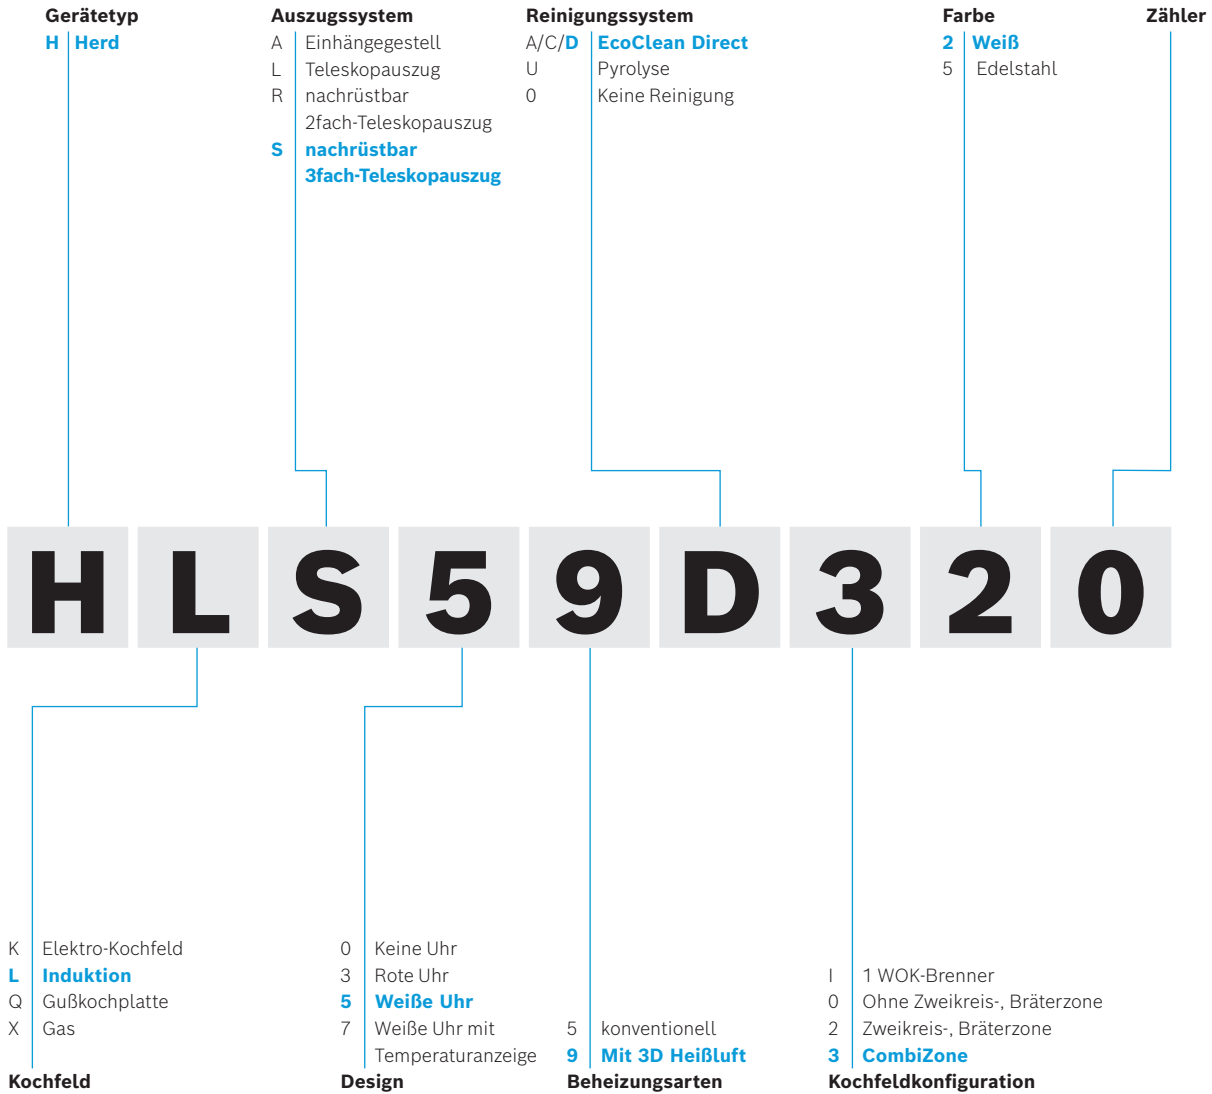 Gerätetyp
H Herd
Auszugssystem
A Einhängegestell
L Teleskopauszug
R nachrüstbar
2fach-Teleskopauszug
S nachrüstbar
3fach-Teleskopauszug
Reinigungssystem
A/C/D EcoClean Direct
U Pyrolyse
0 Keine Reinigung
Farbe
2 Weiß
5 Edelstahl
Zähler
H L S 5 9 D 3 2 0
K Elektro-Kochfeld
L Induktion
Q Gußkochplatte
X Gas
Kochfeld
0 Keine Uhr
3 Rote Uhr
5 Weiße Uhr
7 Weiße Uhr mit
Temperaturanzeige
Design
5 konventionell
9 Mit 3D Heißluft
Beheizungsarten
I 1 WOK-Brenner
0 Ohne Zweikreis-, Bräterzone
2 Zweikreis-, Bräterzone
3 CombiZone
Kochfeldkonfiguration